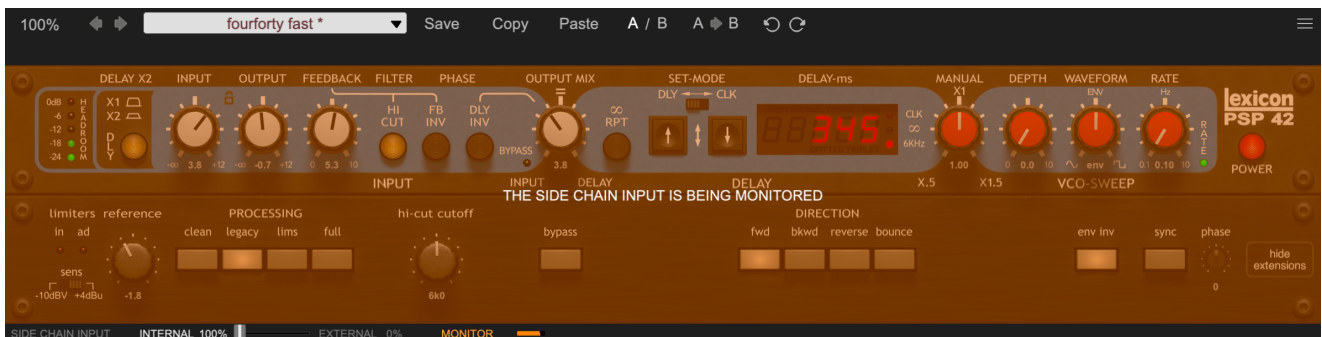 100% fourforty fast * Save Copy Paste A / B A B
DELAY X2 INPUT OUTPUT FEEDBACK FILTER PHASE OUTPUT MIX SET-MODE DELAY-ms MANUAL DEPTH WAVEFORM RATE
X1 ENV Hz
DLY CLK
0dB H X1 HI FB DLY ∞ CLK lexicon
-6 E X2 CUT INV INV RPT 345 ∞ PSP 42
-12 A D 6KHz
-18 D L BYPASS RATE
-24 ROOM Y DOTTED TRIPLET
-∞ 3.8 +12 -∞ -0.7 +12 0 5.3 10 3.8 1.00 0 0.0 10 env 0.1 0.10 10 POWER
INPUT INPUT DELAY DELAY X.5 X1.5 VCO-SWEEP
THE SIDE CHAIN INPUT IS BEING MONITORED
limiters reference PROCESSING hi-cut cutoff DIRECTION
in ad clean legacy lims full bypass fwd bkwd reverse bounce env inv sync phase
hide
extensions
sens
-10dBV +4dBu -1.8 6k0 0
SIDE CHAIN INPUT INTERNAL 100% EXTERNAL 0% MONITOR